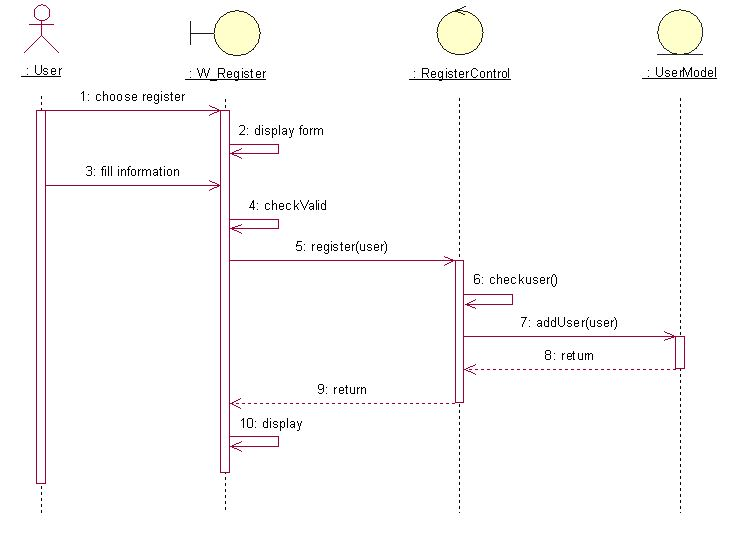 : User
: W_Register
: RegisterControl
: UserModel
1: choose register
2: display form
3: fill information
4: checkValid
5: register(user)
6: checkuser()
7: addUser(user)
8: return
9: return
10: display